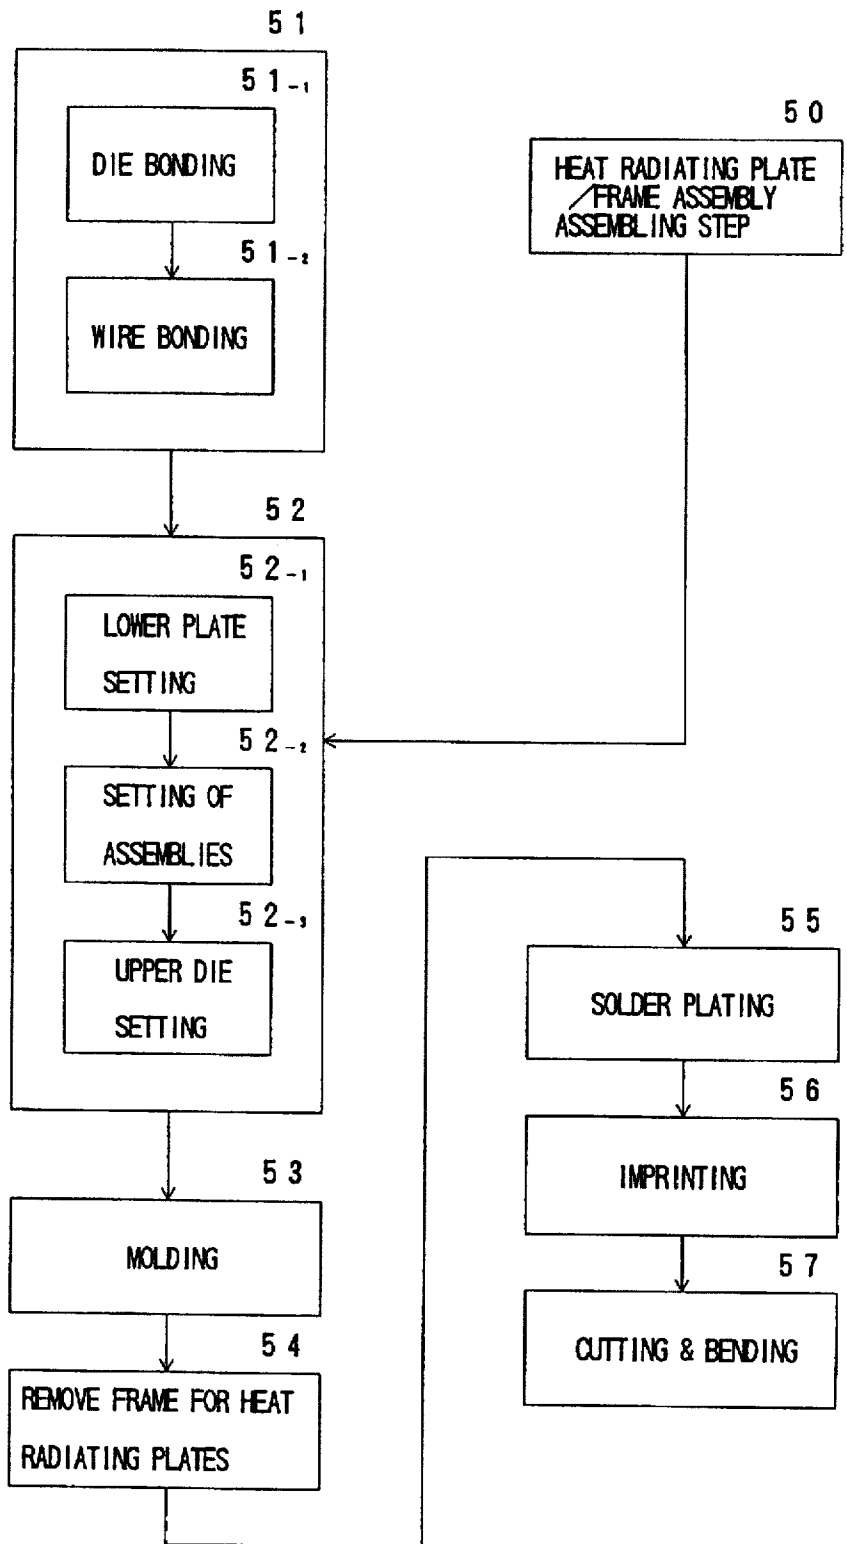 51
51-1
DIE BONDING
51-2
WIRE BONDING
50
HEAT RADIATING PLATE
/FRAME ASSEMBLY
ASSEMBLING STEP
52
52-1
LOWER PLATE
SETTING
52-2
SETTING OF
ASSEMBLIES
52-3
UPPER DIE
SETTING
53
MOLDING
54
REMOVE FRAME FOR HEAT
RADIATING PLATES
55
SOLDER PLATING
56
IMPRINTING
57
CUTTING & BENDING